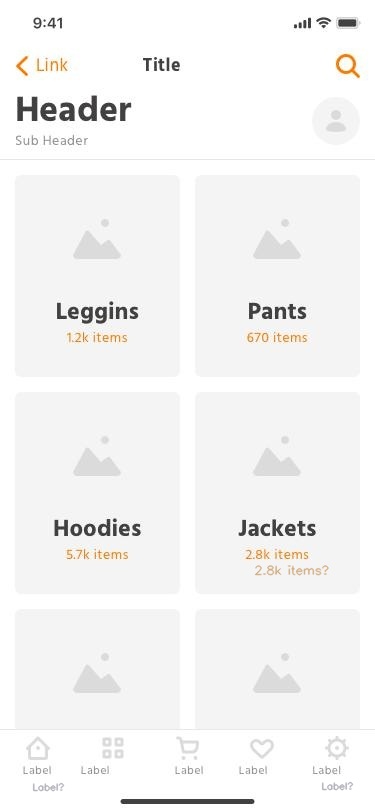 9:41
Link Title
Header
Sub Header
Leggins Pants
1.2k items 670 items
Hoodies Jackets
5.7k items 2.8k items
2.8k items?
Label Label Label Label Label
Label? Label?